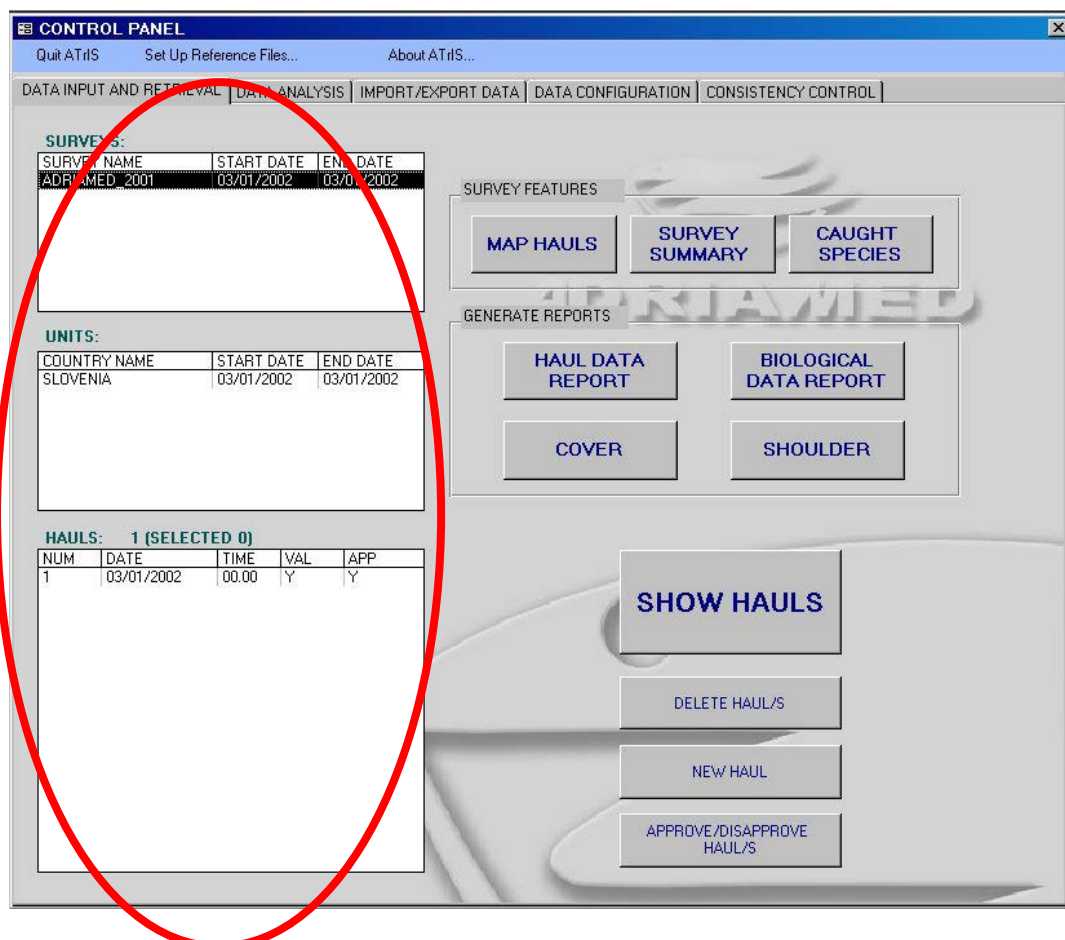 CONTROL PANEL
Quit ATrIS Set Up Reference Files... About ATrIS...
DATA INPUT AND RETRIEVAL DATA ANALYSIS IMPORT/EXPORT DATA DATA CONFIGURATION CONSISTENCY CONTROL
SURVEYS:
SURVEY NAME START DATE END DATE
ADRIAMED_2001 03/01/2002 03/01/2002
UNITS:
COUNTRY NAME START DATE END DATE
SLOVENIA 03/01/2002 03/01/2002
HAULS: 1 (SELECTED 0)
NUM DATE TIME VAL APP
1 03/01/2002 00.00 Y Y
SURVEY FEATURES
MAP HAULS
SURVEY
SUMMARY
CAUGHT
SPECIES
ADRIAMED
GENERATE REPORTS
HAUL DATA
REPORT
BIOLOGICAL
DATA REPORT
COVER
SHOULDER
SHOW HAULS
DELETE HAUL/S
NEW HAUL
APPROVE/DISAPPROVE
HAUL/S